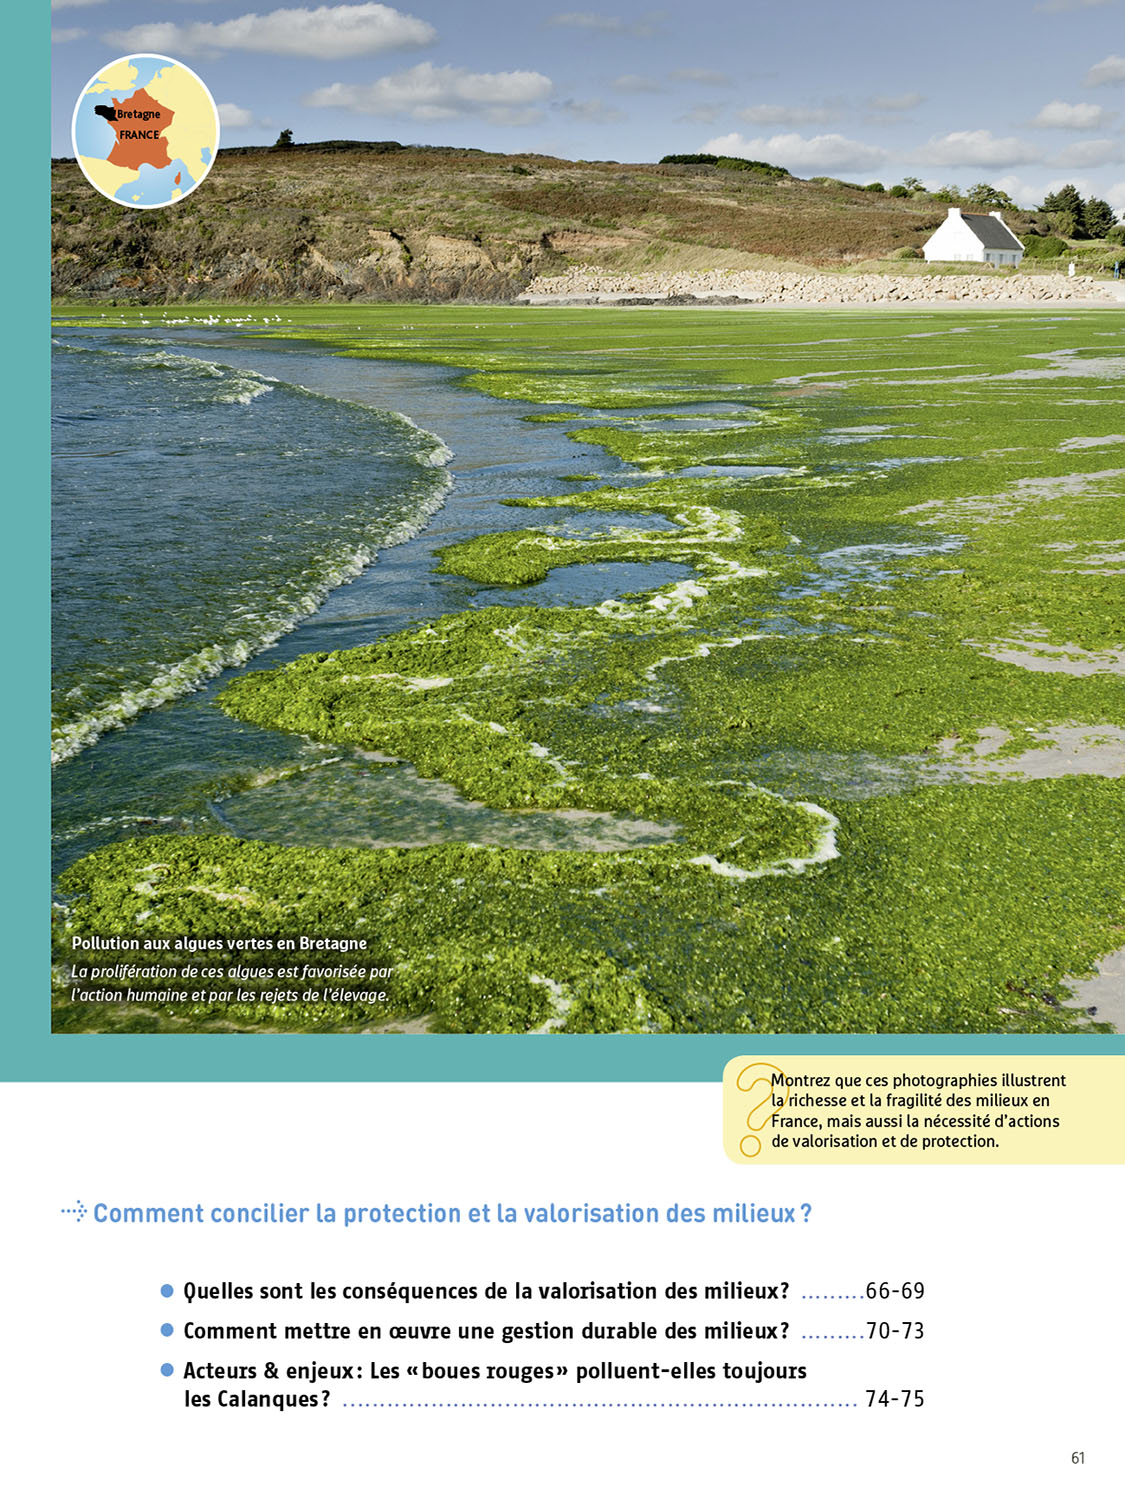 Bretagne
FRANCE
Pollution aux algues vertes en Bretagne
La prolifération de ces algues est favorisée par
l'action humaine et par les rejets de l'élevage.
?
Montrez que ces photographies illustrent
la richesse et la fragilité des milieux en
France, mais aussi la nécessité d'actions
de valorisation et de protection.
Comment concilier la protection et la valorisation des milieux ?
● Quelles sont les conséquences de la valorisation des milieux ? ......... 66-69
● Comment mettre en œuvre une gestion durable des milieux ? ......... 70-73
● Acteurs & enjeux : Les « boues rouges » polluent-elles toujours
les Calanques ? ...................................................................... 74-75
61